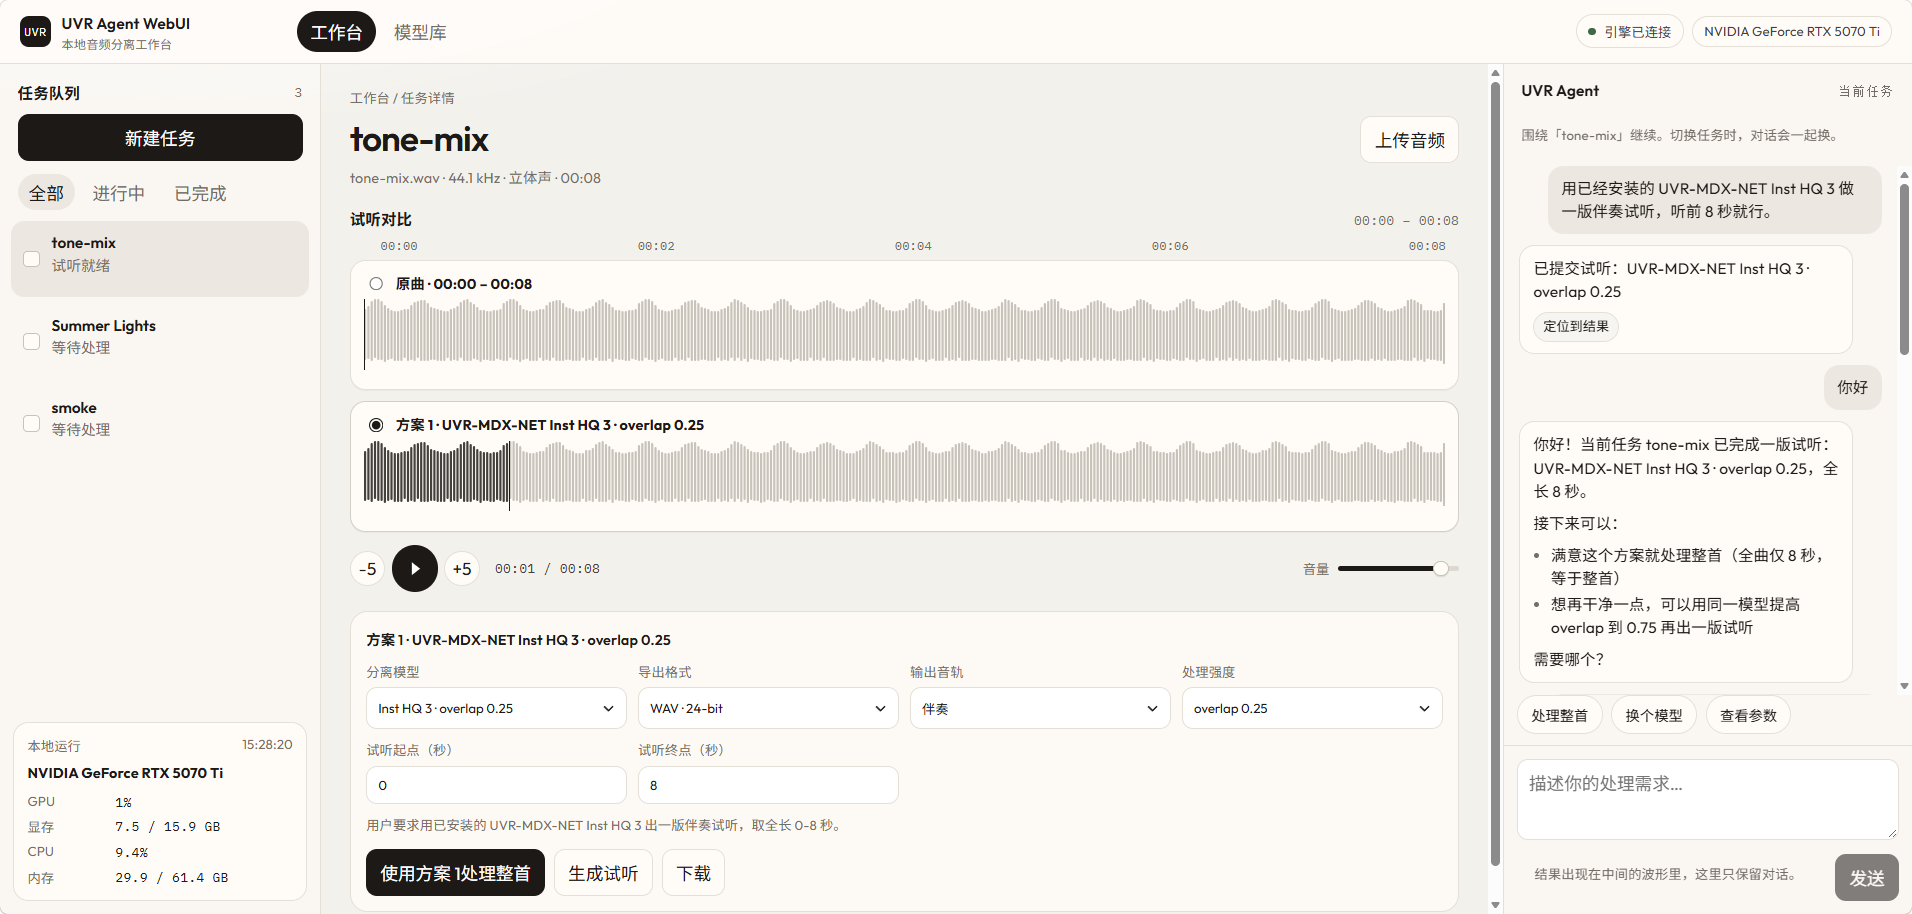 UVR
UVR Agent WebUI
本地音频分离工作台
工作台
模型库
引擎已连接
NVIDIA GeForce RTX 5070 Ti
任务队列
3
新建任务
全部
进行中
已完成
tone-mix
试听就绪
Summer Lights
等待处理
smoke
等待处理
本地运行
15:28:20
NVIDIA GeForce RTX 5070 Ti
GPU 1%
显存 7.5 / 15.9 GB
CPU 9.4%
内存 29.9 / 61.4 GB
工作台 / 任务详情
tone-mix
上传音频
tone-mix.wav · 44.1 kHz · 立体声 · 00:08
试听对比
00:00 – 00:08
00:00 00:02 00:04 00:06 00:08
原曲 · 00:00 – 00:08
方案 1 · UVR-MDX-NET Inst HQ 3 · overlap 0.25
-5
+5
00:01 / 00:08
音量
方案 1 · UVR-MDX-NET Inst HQ 3 · overlap 0.25
分离模型
导出格式
输出音轨
处理强度
Inst HQ 3 · overlap 0.25
WAV · 24-bit
伴奏
overlap 0.25
试听起点（秒）
试听终点（秒）
0
8
用户要求用已安装的 UVR-MDX-NET Inst HQ 3 出一版伴奏试听，取全长 0-8 秒。
使用方案 1处理整首
生成试听
下载
UVR Agent
当前任务
围绕「tone-mix」继续。切换任务时，对话会一起换。
用已经安装的 UVR-MDX-NET Inst HQ 3 做
一版伴奏试听，听前 8 秒就行。
已提交试听：UVR-MDX-NET Inst HQ 3 ·
overlap 0.25
定位到结果
你好
你好！当前任务 tone-mix 已完成一版试听：
UVR-MDX-NET Inst HQ 3 · overlap 0.25，全
长 8 秒。
接下来可以：
• 满意这个方案就处理整首（全曲仅 8 秒，
等于整首）
• 想再干净一点，可以用同一模型提高
overlap 到 0.75 再出一版试听
需要哪个？
处理整首
换个模型
查看参数
描述你的处理需求...
结果出现在中间的波形里，这里只保留对话。
发送